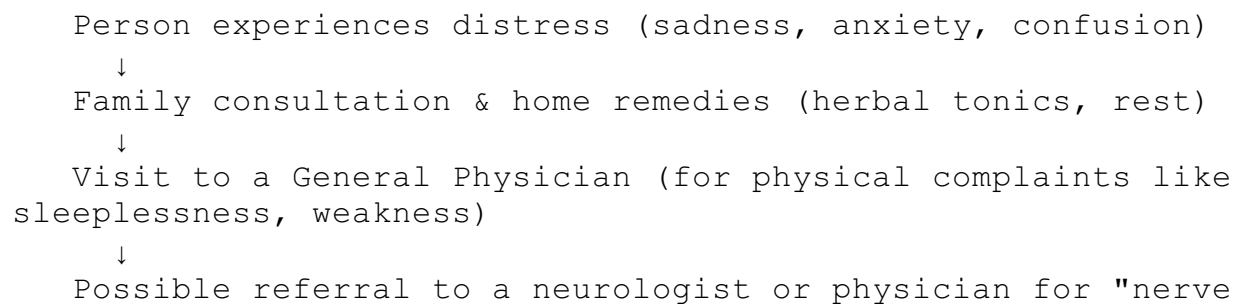 Person experiences distress (sadness, anxiety, confusion)
↓
Family consultation & home remedies (herbal tonics, rest)
↓
Visit to a General Physician (for physical complaints like
sleeplessness, weakness)
↓
Possible referral to a neurologist or physician for "nerve